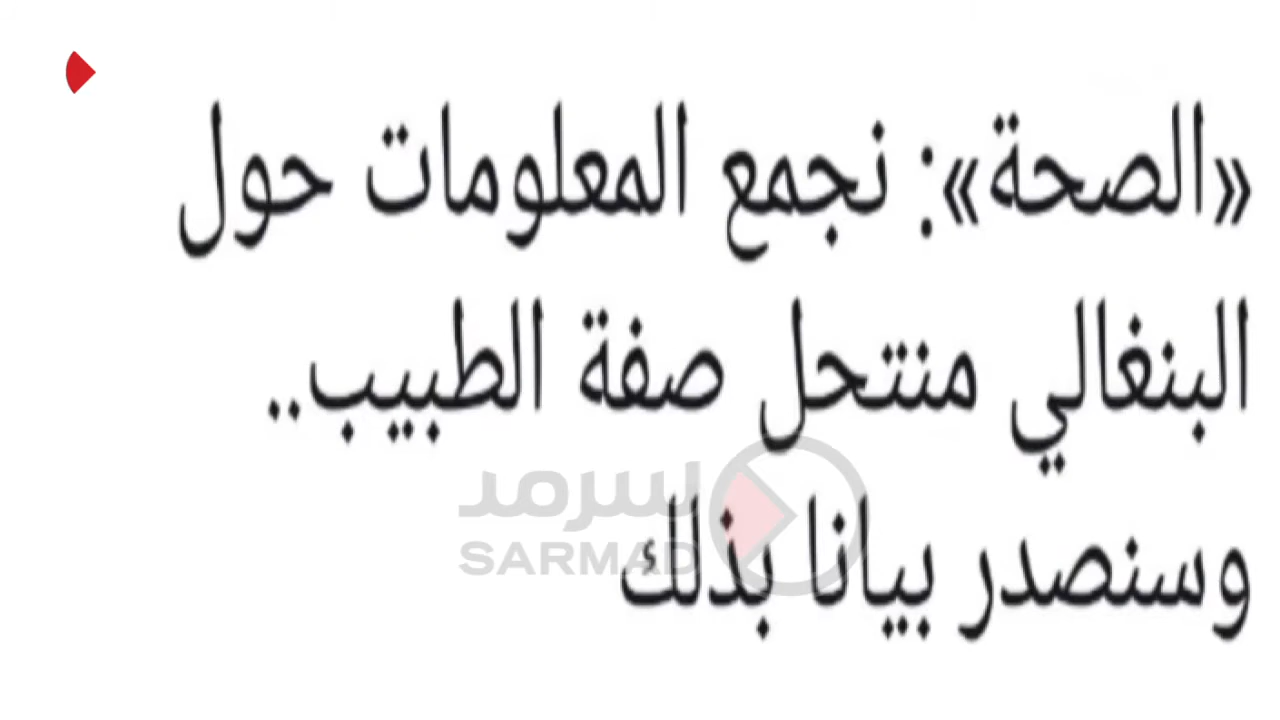 «الصحة»: نجمع المعلومات حول
البنغالي منتحل صفة الطبيب..
وسنصدر بيانا بذلك
سرمد
SARMAD